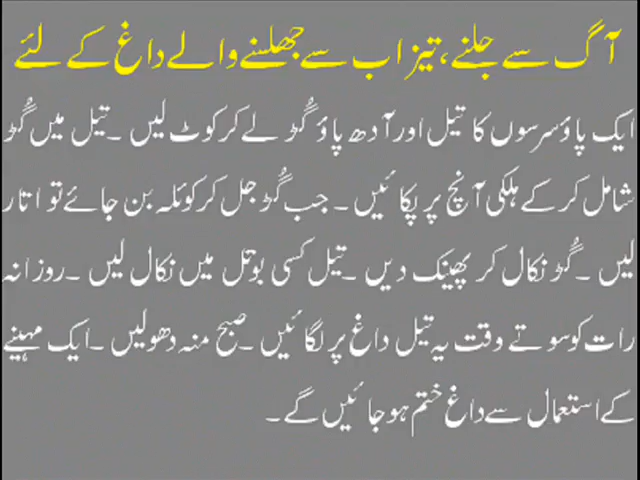 آگ سے جلنے، تیزاب سے جھلسنے والے داغ کے لئے
ایک پاؤ سرسوں کا تیل اور آدھ پاؤ گُڑ لے کر کوٹ لیں ۔ تیل میں گُڑ
شامل کر کے ہلکی آنچ پر پکائیں ۔ جب گُڑ جل کر کوئلہ بن جائے تو اتار
لیں ۔ گُڑ نکال کر پھینک دیں ۔ تیل کسی بوتل میں نکال لیں ۔ روزانہ
رات کو سوتے وقت یہ تیل داغ پر لگائیں ۔ صبح منہ دھو لیں ۔ ایک مہینے
کے استعمال سے داغ ختم ہو جائیں گے ۔